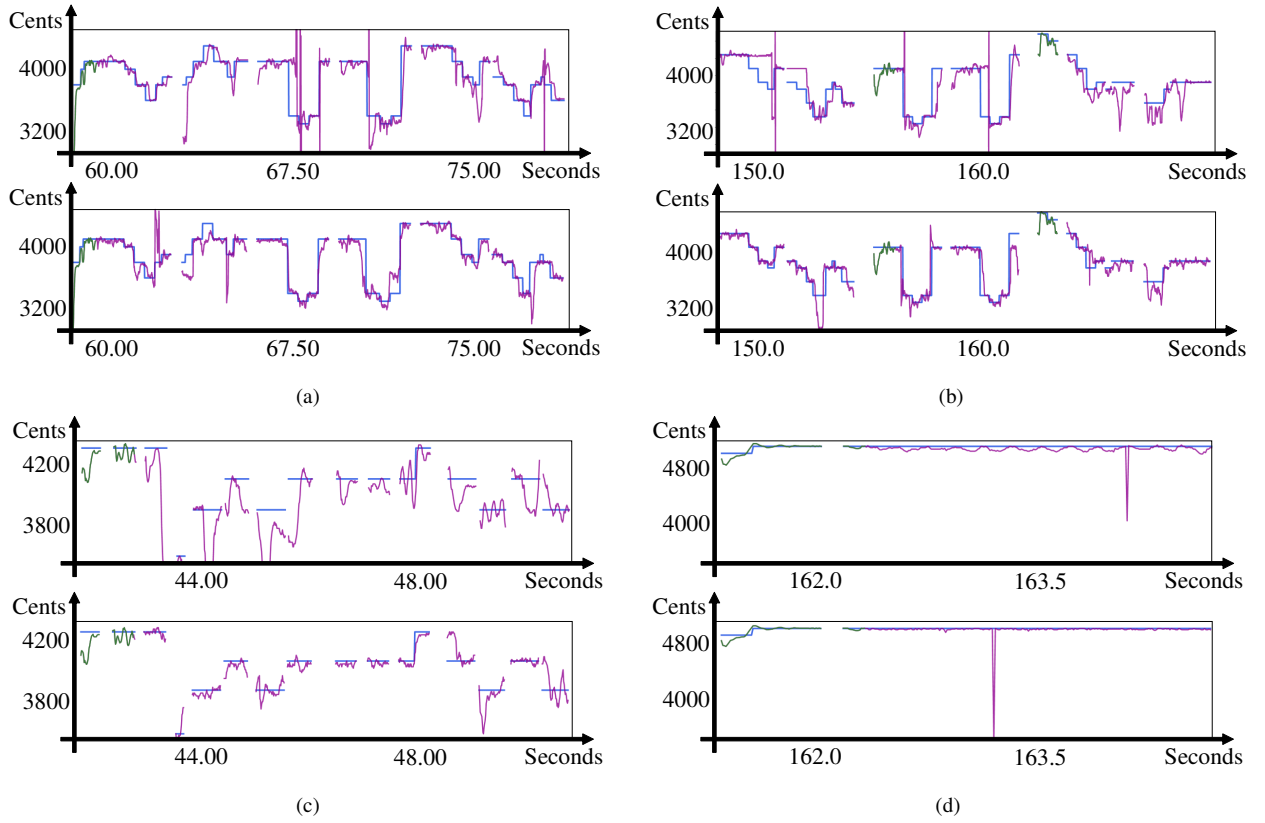 Cents
4000
3200
60.00 67.50 75.00 Seconds
Cents
4000
3200
60.00 67.50 75.00 Seconds
(a)
Cents
4000
3200
150.0 160.0 Seconds
Cents
4000
3200
150.0 160.0 Seconds
(b)
Cents
4200
3800
44.00 48.00 Seconds
Cents
4200
3800
44.00 48.00 Seconds
(c)
Cents
4800
4000
162.0 163.5 Seconds
Cents
4800
4000
162.0 163.5 Seconds
(d)